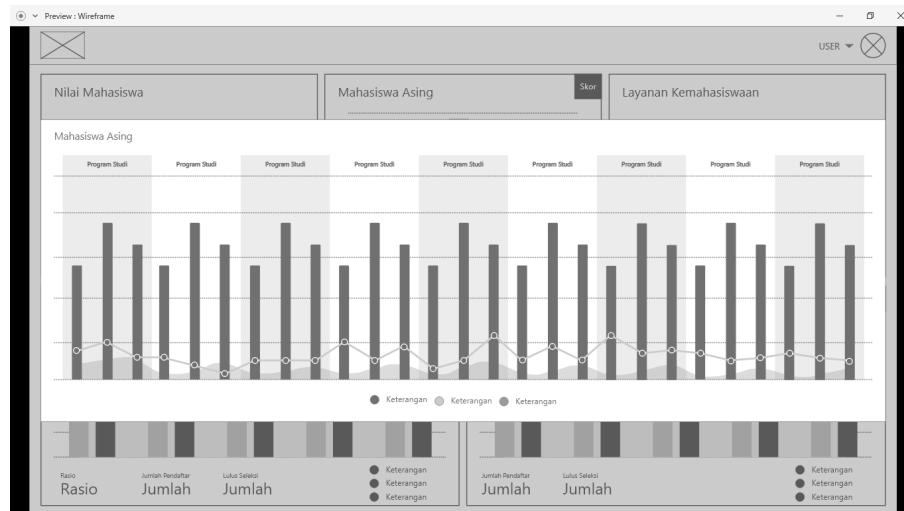 Preview : Wireframe
USER
Nilai Mahasiswa
Mahasiswa Asing
Skor
Layanan Kemahasiswaan
Mahasiswa Asing
Program Studi Program Studi Program Studi Program Studi Program Studi Program Studi Program Studi Program Studi Program Studi
Keterangan Keterangan Keterangan
Rasio
Rasio
Jumlah Pendaftar
Jumlah
Lulus Seleksi
Jumlah
Keterangan
Keterangan
Keterangan
Jumlah Pendaftar
Jumlah
Lulus Seleksi
Jumlah
Keterangan
Keterangan
Keterangan